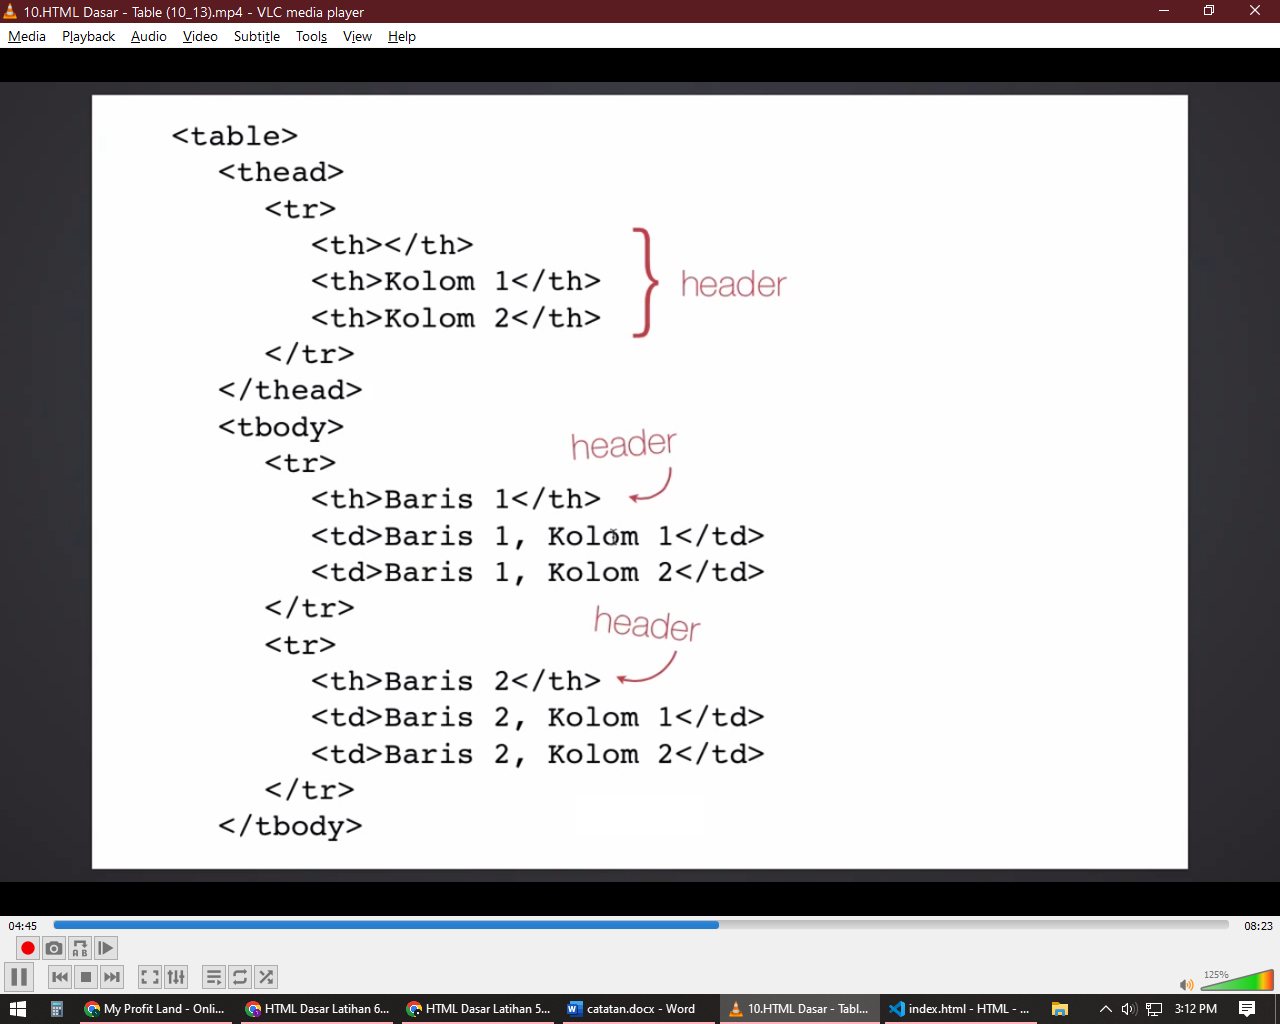 10.HTML Dasar - Table (10_13).mp4 - VLC media player
Media Playback Audio Video Subtitle Tools View Help
<table>
<thead>
<tr>
<th></th>
<th>Kolom 1</th>
<th>Kolom 2</th>
header
</tr>
</thead>
<tbody>
<tr>
header
<th>Baris 1</th>
<td>Baris 1, Kolom 1</td>
<td>Baris 1, Kolom 2</td>
</tr>
header
<tr>
<th>Baris 2</th>
<td>Baris 2, Kolom 1</td>
<td>Baris 2, Kolom 2</td>
</tr>
</tbody>
04:45 08:23
A B
125%
My Profit Land - Onli... HTML Dasar Latihan 6... HTML Dasar Latihan 5... catatan.docx - Word 10.HTML Dasar - Tabl... index.html - HTML - ... 3:12 PM